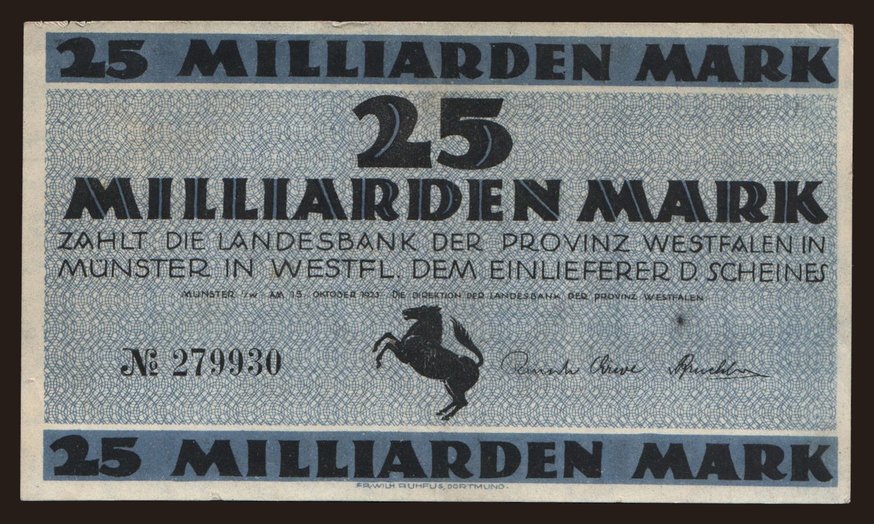 25 MILLIARDEN MARK
25
MILLIARDEN MARK
ZAHLT DIE LANDESBANK DER PROVINZ WESTFALEN IN
MÜNSTER IN WESTFL. DEM EINLIEFERER D. SCHEINES
MÜNSTER I/W AM 15. OKTOBER 1923 DIE DIREKTION DER LANDESBANK DER PROVINZ WESTFALEN
№ 279930
25 MILLIARDEN MARK
FR. WILH. RUHFUS, DORTMUND.